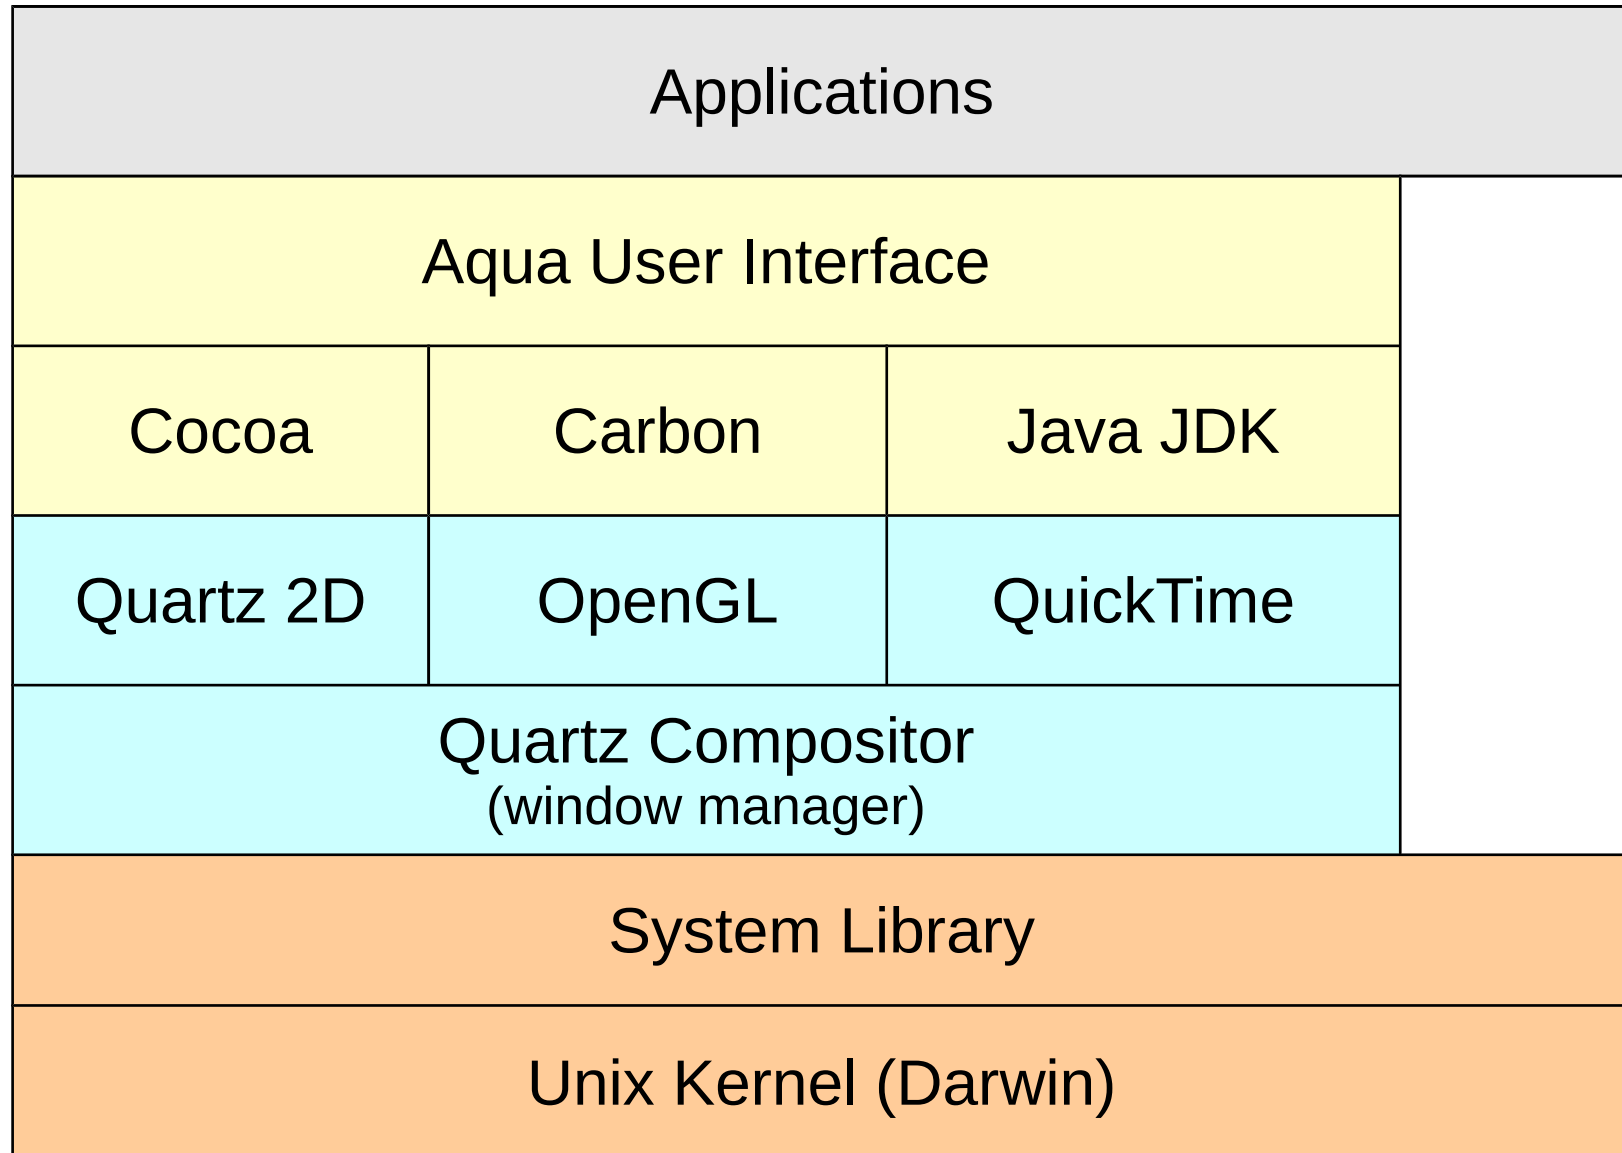 Applications
Aqua User Interface
Cocoa
Carbon
Java JDK
Quartz 2D
OpenGL
QuickTime
Quartz Compositor
(window manager)
System Library
Unix Kernel (Darwin)